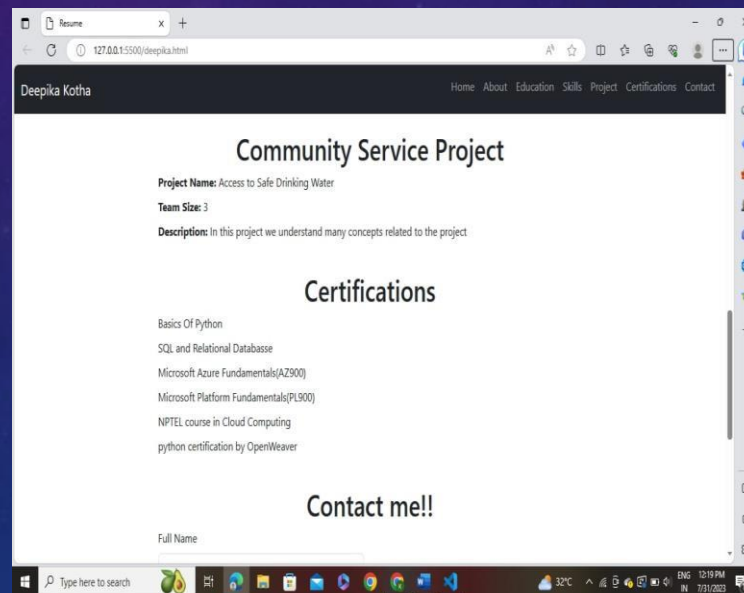 Resume
127.0.0.1:5500/deepika.html
Deepika Kotha
Home About Education Skills Project Certifications Contact
Community Service Project
Project Name: Access to Safe Drinking Water
Team Size: 3
Description: In this project we understand many concepts related to the project
Certifications
Basics Of Python
SQL and Relational Databasse
Microsoft Azure Fundamentals(AZ900)
Microsoft Platform Fundamentals(PL900)
NPTEL course in Cloud Computing
python certification by OpenWeaver
Contact me!!
Full Name
Type here to search
32°C
ENG
IN
12:19 PM
7/31/2023